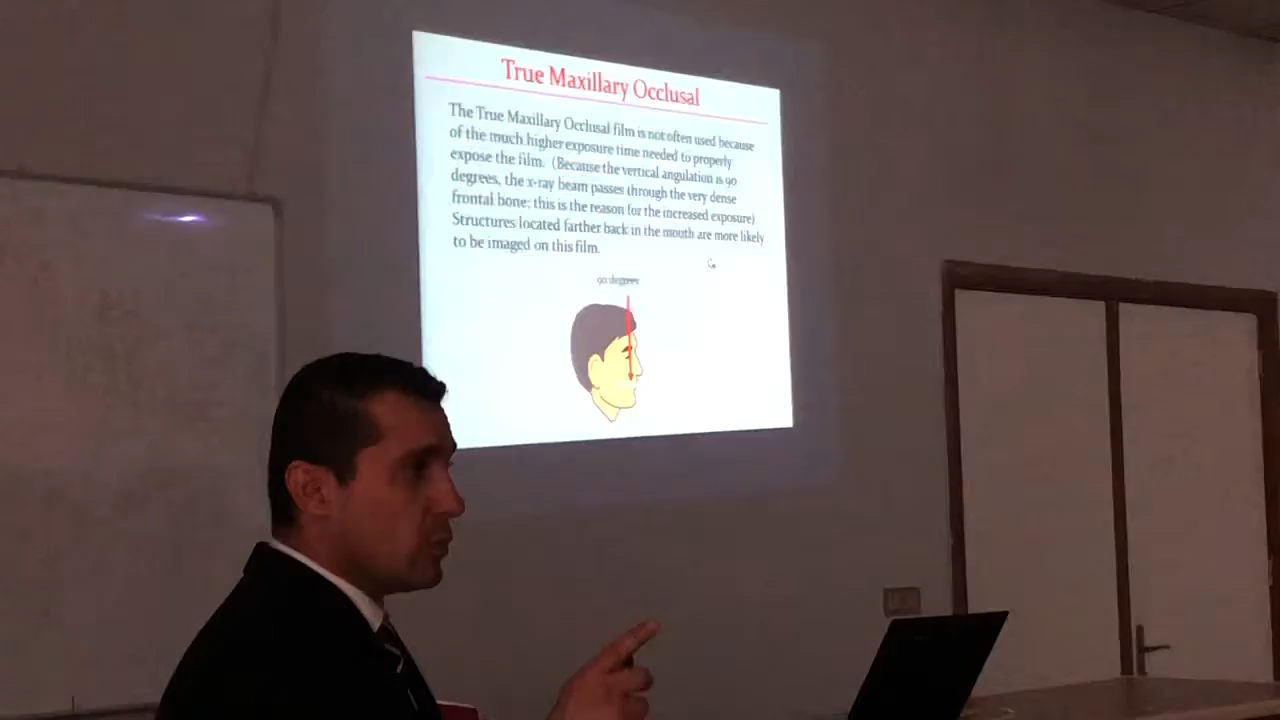 True Maxillary Occlusal
The True Maxillary Occlusal film is not often used because
of the much higher exposure time needed to properly
expose the film. (Because the vertical angulation is 90
degrees, the x-ray beam passes through the very dense
frontal bone; this is the reason for the increased exposure)
Structures located farther back in the mouth are more likely
to be imaged on this film.
90 degrees